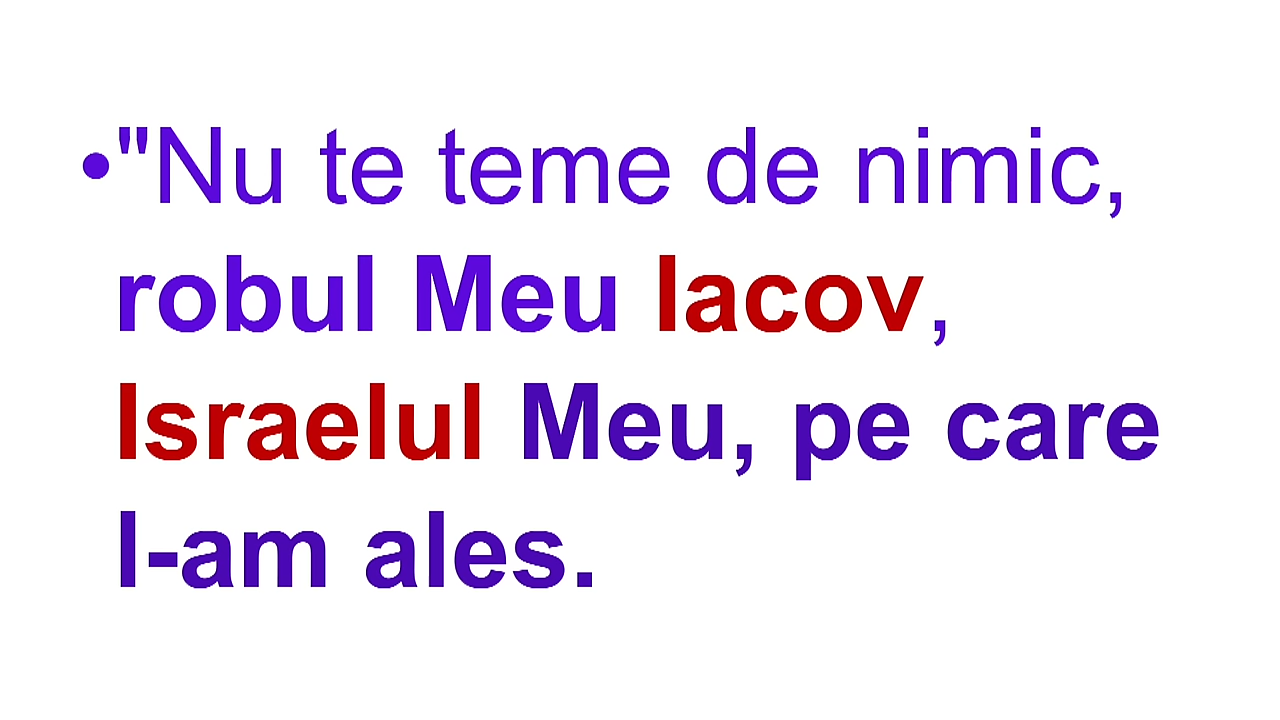 •"Nu te teme de nimic,
robul Meu Iacov,
Israelul Meu, pe care
l-am ales.